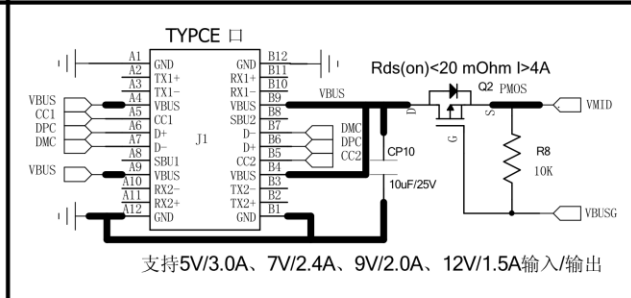 TYPCE 口
A1 GND GND B12
A2 TX1+ RX1- B11
A3 TX1- RX1- B10
VBUS A4 VBUS VBUS B9 VBUS
CC1 A5 CC1 SBU2 B8
DPC A6 D+ D- B7 DMC
DMC A7 D- D+ B6 DPC
A8 SBU1 CC2 B5 CC2
VBUS A9 VBUS VBUS B4
A10 RX2- TX2- B3
A11 RX2+ TX2- B2
A12 GND GND B1
J1
CP10
10uF/25V
Rds(on)<20 mOhm I>4A
Q2 PMOS
D
S
G
VMID
R8
10K
VBUSG
支持5V/3.0A、7V/2.4A、9V/2.0A、12V/1.5A输入/输出